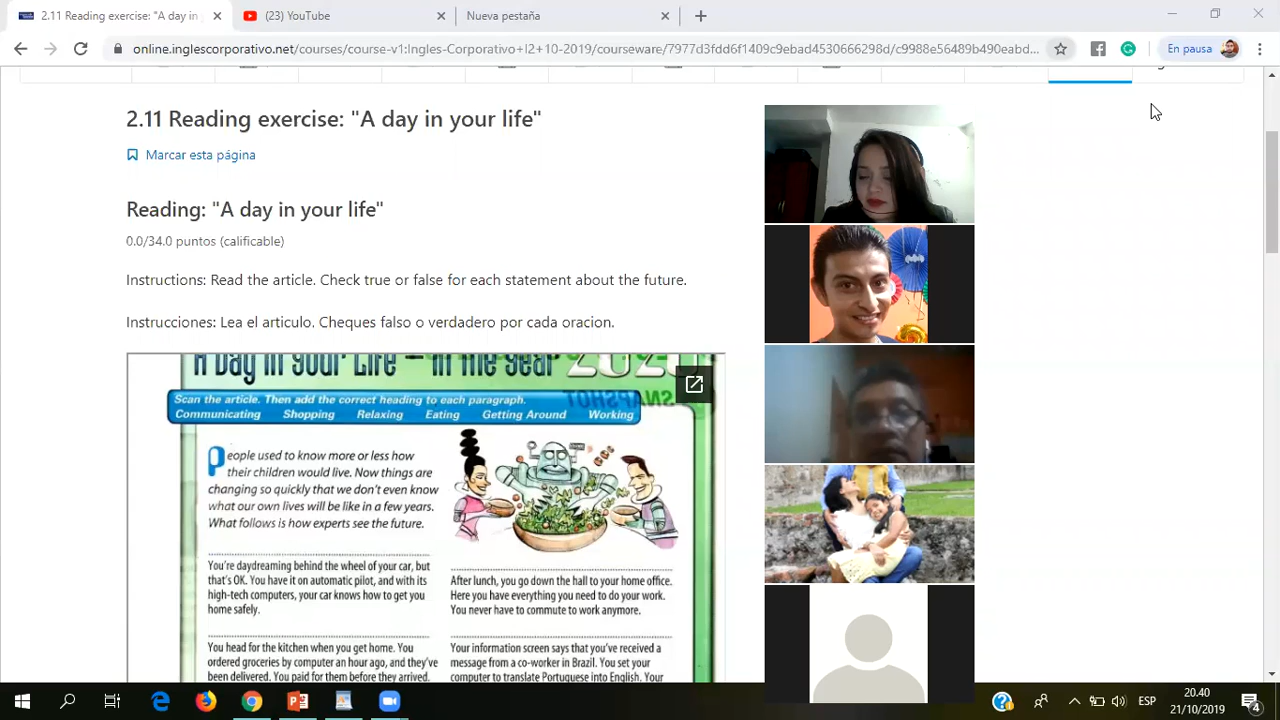 2.11 Reading exercise: "A day in
(23) YouTube
Nueva pestaña
online.inglescorporativo.net/courses/course-v1:Ingles-Corporativo+I2+10-2019/courseware/7977d3fdd6f1409c9ebad4530666298d/c9988e56489b490eabd...
En pausa
2.11 Reading exercise: "A day in your life"
Marcar esta página
Reading: "A day in your life"
0.0/34.0 puntos (calificable)
Instructions: Read the article. Check true or false for each statement about the future.
Instrucciones: Lea el articulo. Cheques falso o verdadero por cada oracion.
A Day in your Life – in the year 2020
SNAPSHOT
Scan the article. Then add the correct heading to each paragraph.
Communicating Shopping Relaxing Eating Getting Around Working
People used to know more or less how
their children would live. Now things are
changing so quickly that we don't even know
what our own lives will be like in a few years.
What follows is how experts see the future.
You're daydreaming behind the wheel of your car, but
that's OK. You have it on automatic pilot, and with its
high-tech computers, your car knows how to get you
home safely.
You head for the kitchen when you get home. You
ordered groceries by computer an hour ago, and they've
been delivered. You paid for them before they arrived.
After lunch, you go down the hall to your home office.
Here you have everything you need to do your work.
You never have to commute to work anymore.
Your information screen says that you've received a
message from a co-worker in Brazil. You set your
computer to translate Portuguese into English. Your
ESP
20.40
21/10/2019
4